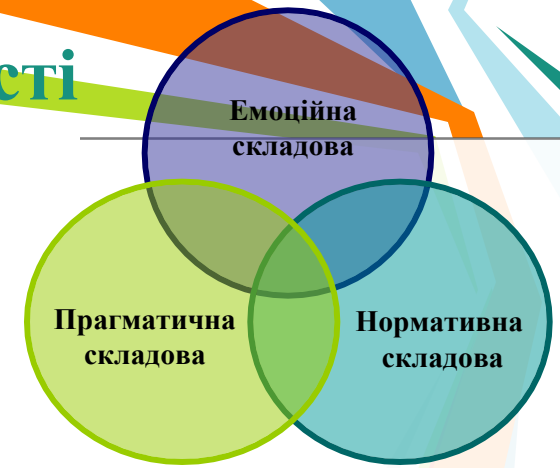 сті
Емоційна
складова
Прагматична
складова
Нормативна
складова